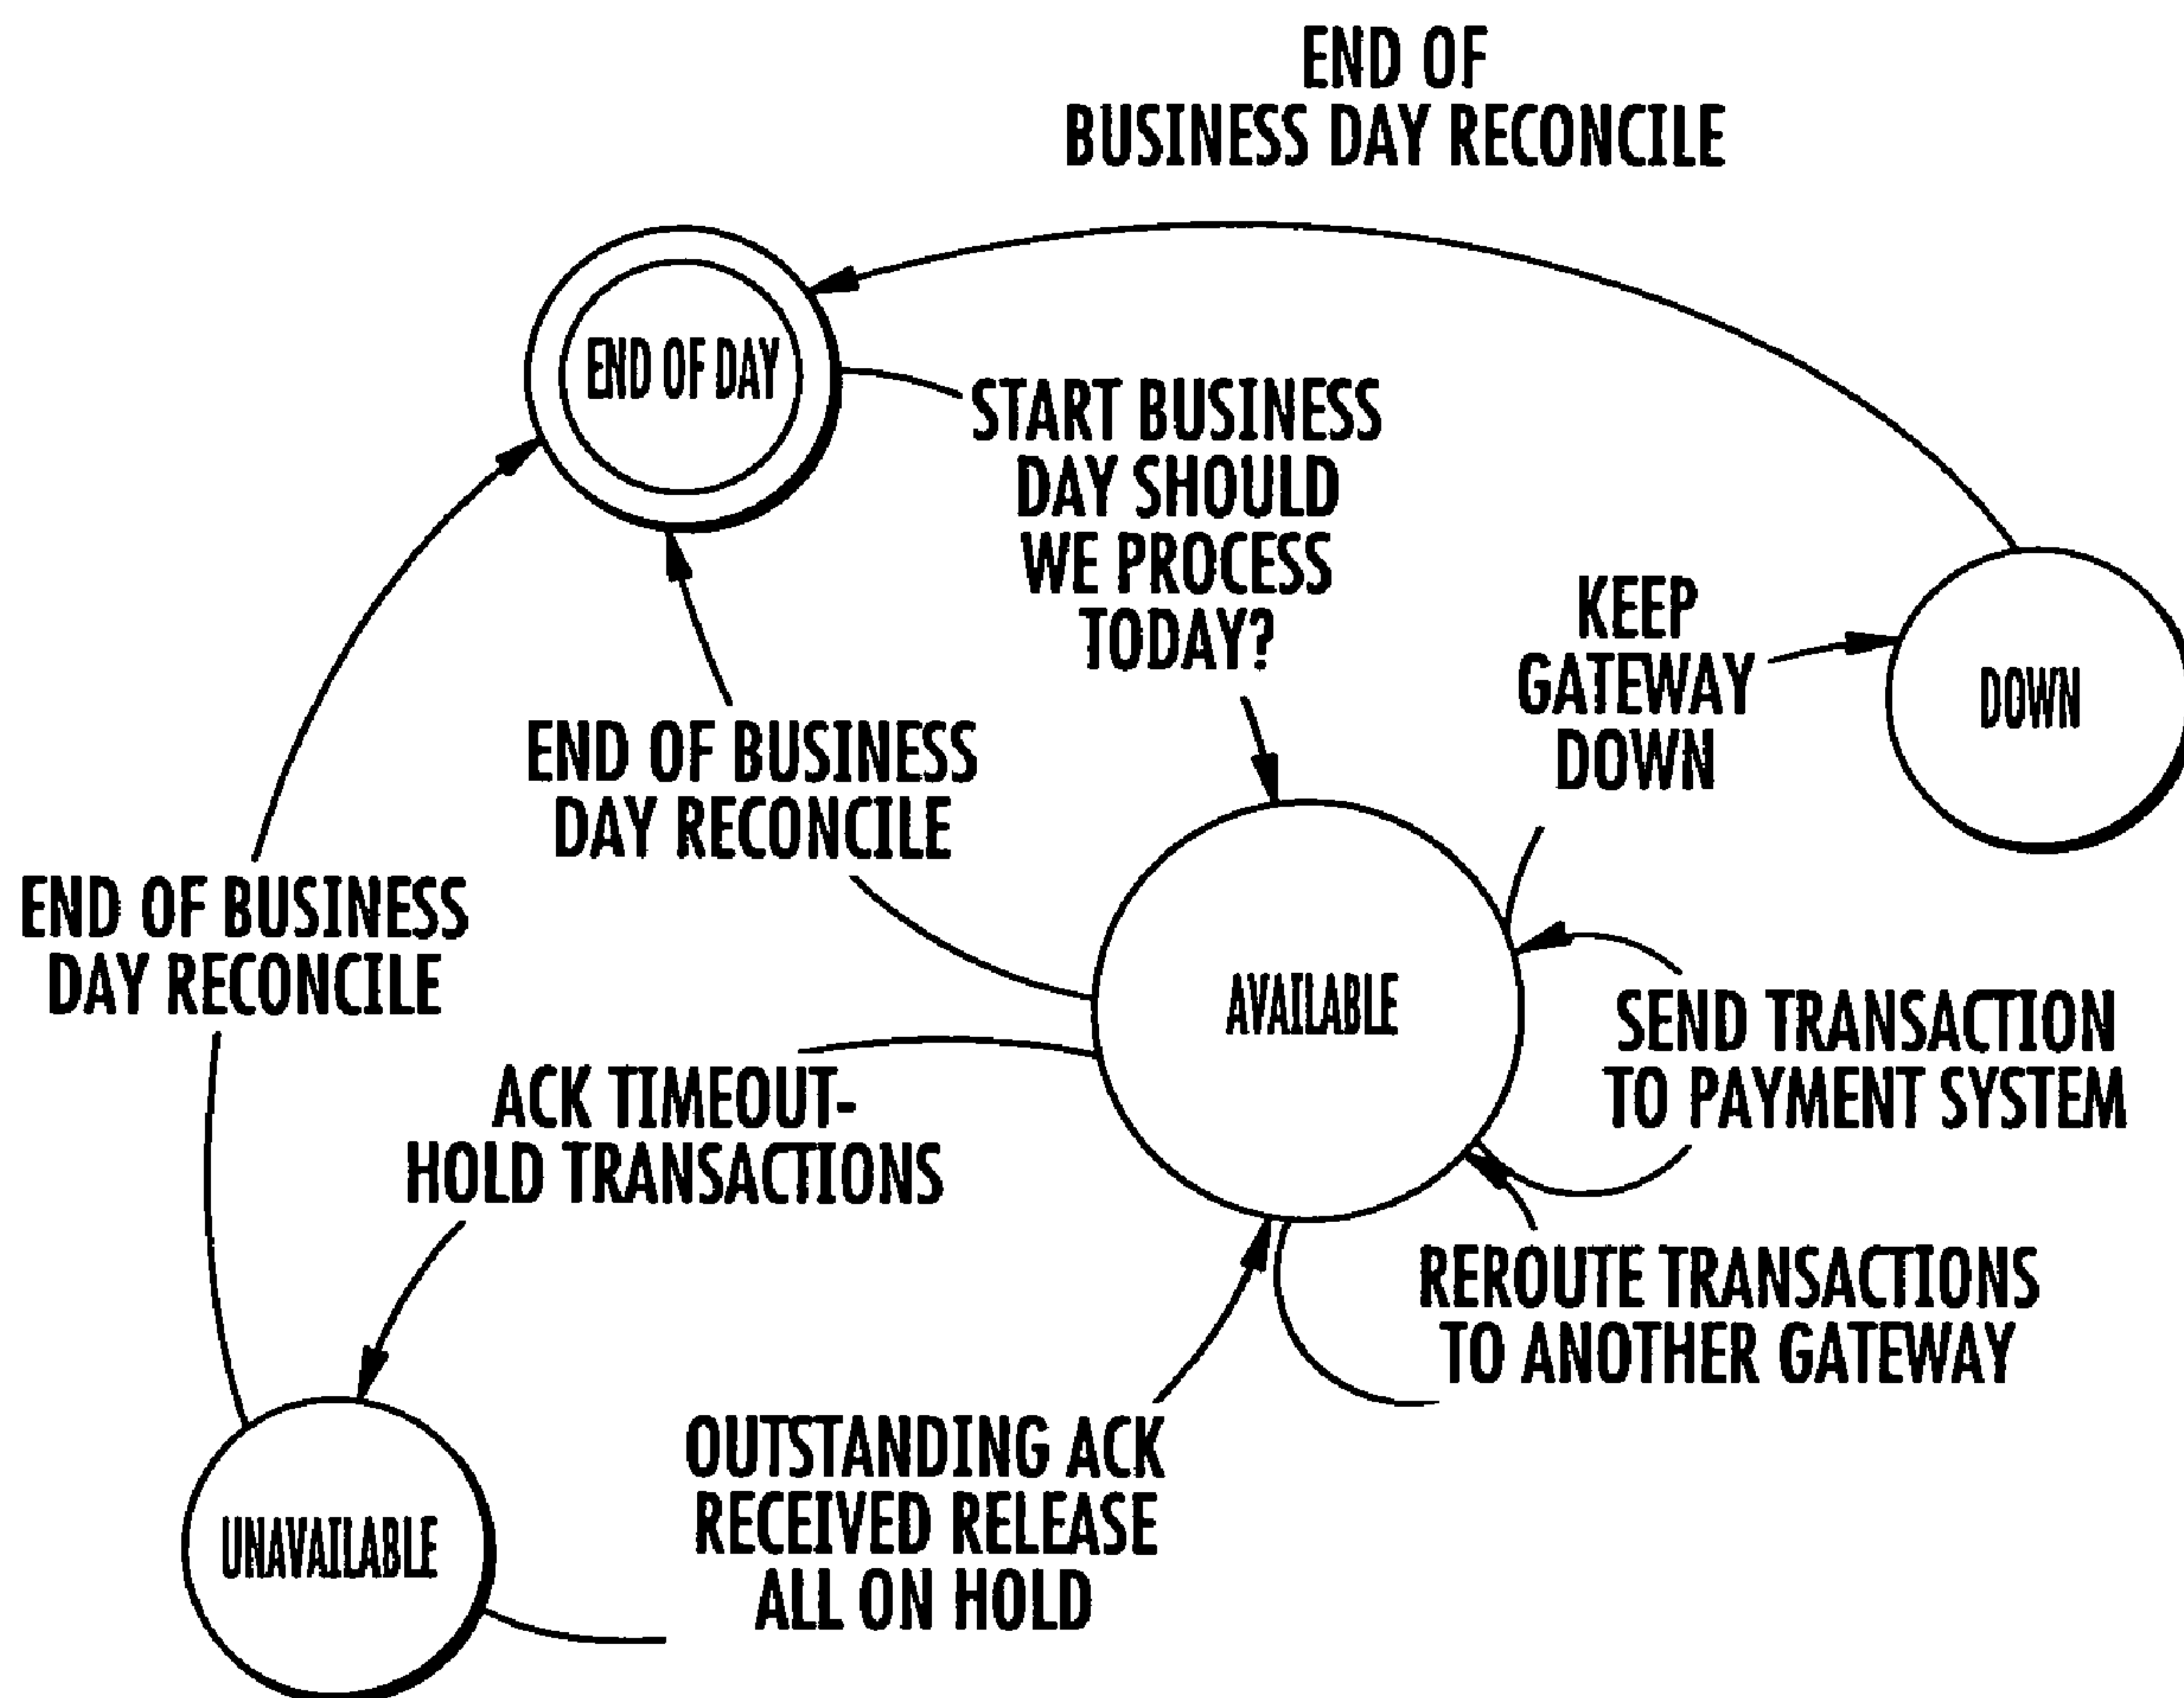 END OF
BUSINESS DAY RECONCILE
END OF DAY
START BUSINESS
DAY SHOULD
WE PROCESS
TODAY?
KEEP
GATEWAY
DOWN
DOWN
END OF BUSINESS
DAY RECONCILE
END OF BUSINESS
DAY RECONCILE
AVAILABLE
SEND TRANSACTION
TO PAYMENT SYSTEM
ACK TIMEOUT-
HOLD TRANSACTIONS
REROUTE TRANSACTIONS
TO ANOTHER GATEWAY
OUTSTANDING ACK
RECEIVED RELEASE
ALL ON HOLD
UNAVAILABLE